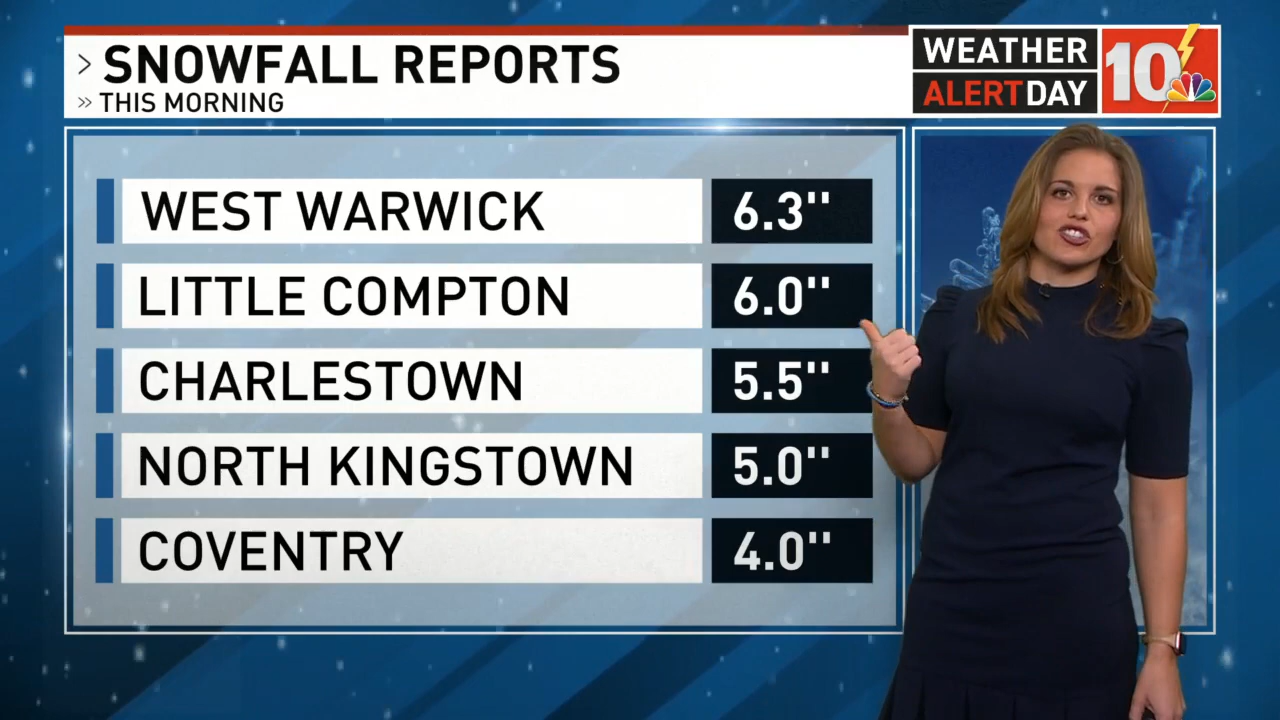 > SNOWFALL REPORTS
» THIS MORNING
WEATHER
ALERT DAY
10
WEST WARWICK 6.3"
LITTLE COMPTON 6.0"
CHARLESTOWN 5.5"
NORTH KINGSTOWN 5.0"
COVENTRY 4.0"